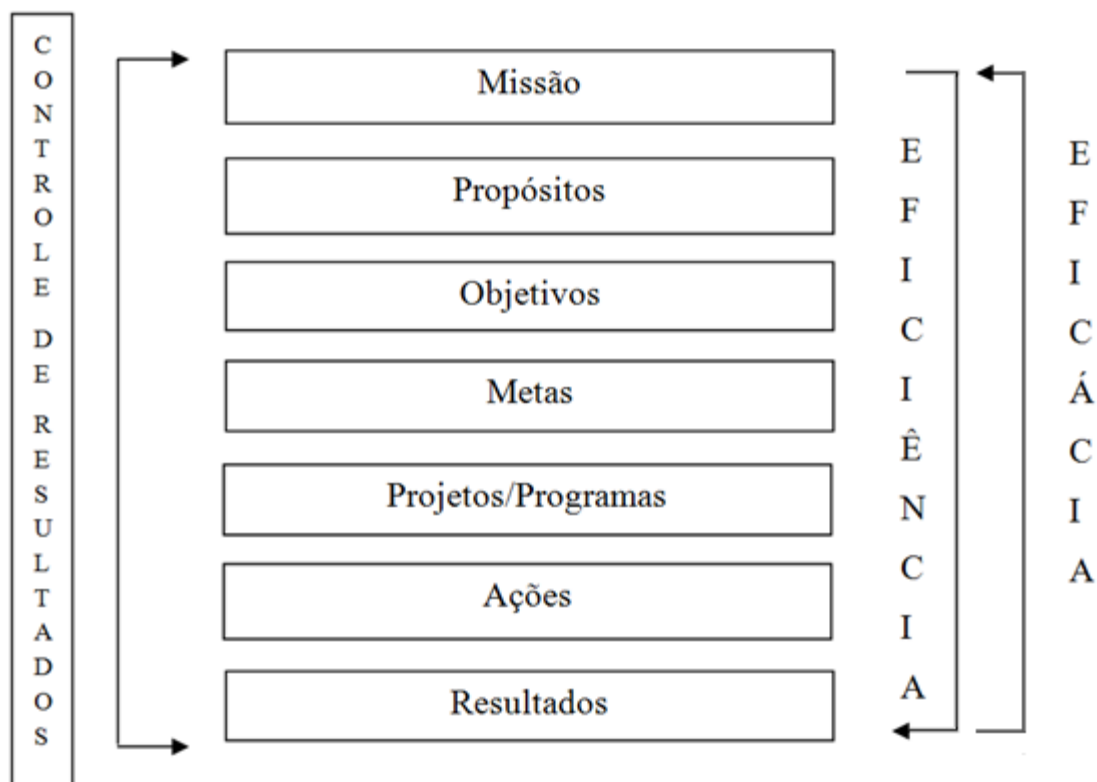 CONTROLE DE RESULTADOS
Missão
Propósitos
Objetivos
Metas
Projetos/Programas
Ações
Resultados
EFICIÊNCIA
EFICÁCIA